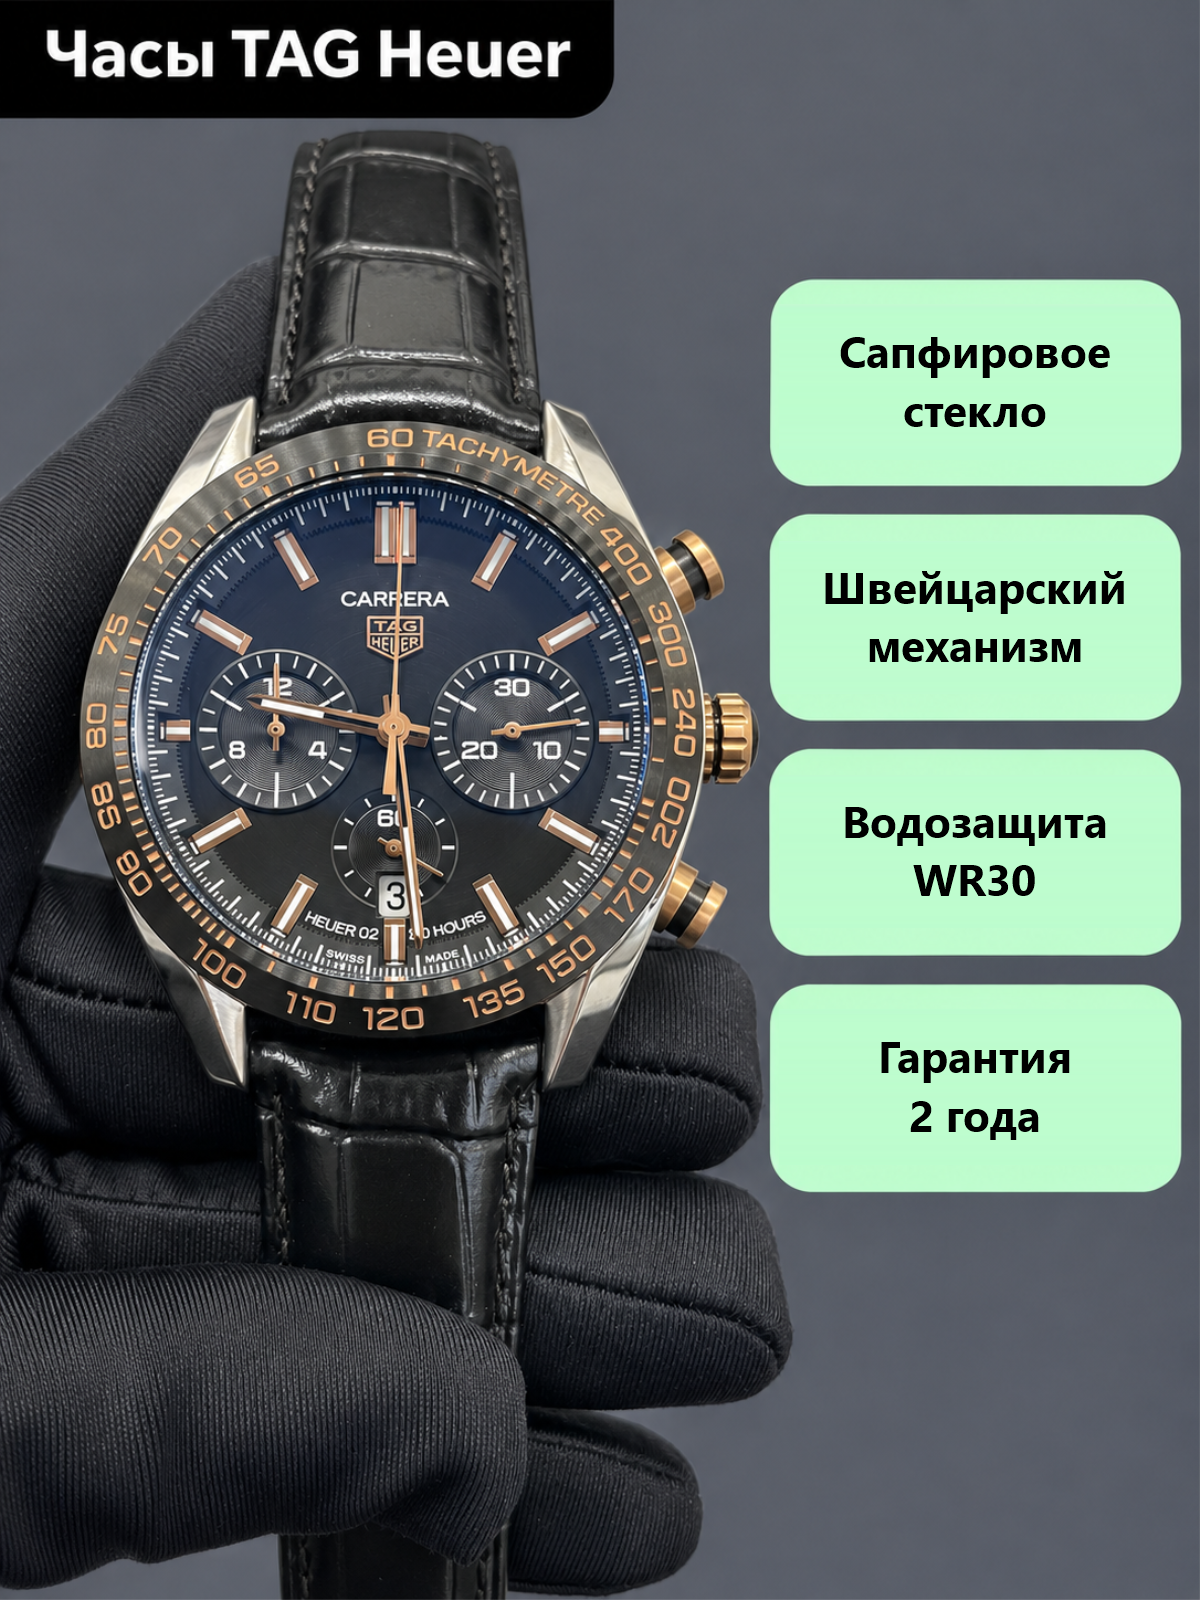 Часы TAG Heuer
Сапфировое
стекло
Швейцарский
механизм
Водозащита
WR30
Гарантия
2 года
60 TACHYMETRE 400 300 240 200 170 150 135 120 110 100 90 85 80 75 70 65
CARRERA
TAG
HEUER
12
4
8
30
10
20
60
3
HEUER 02 80 HOURS
SWISS MADE